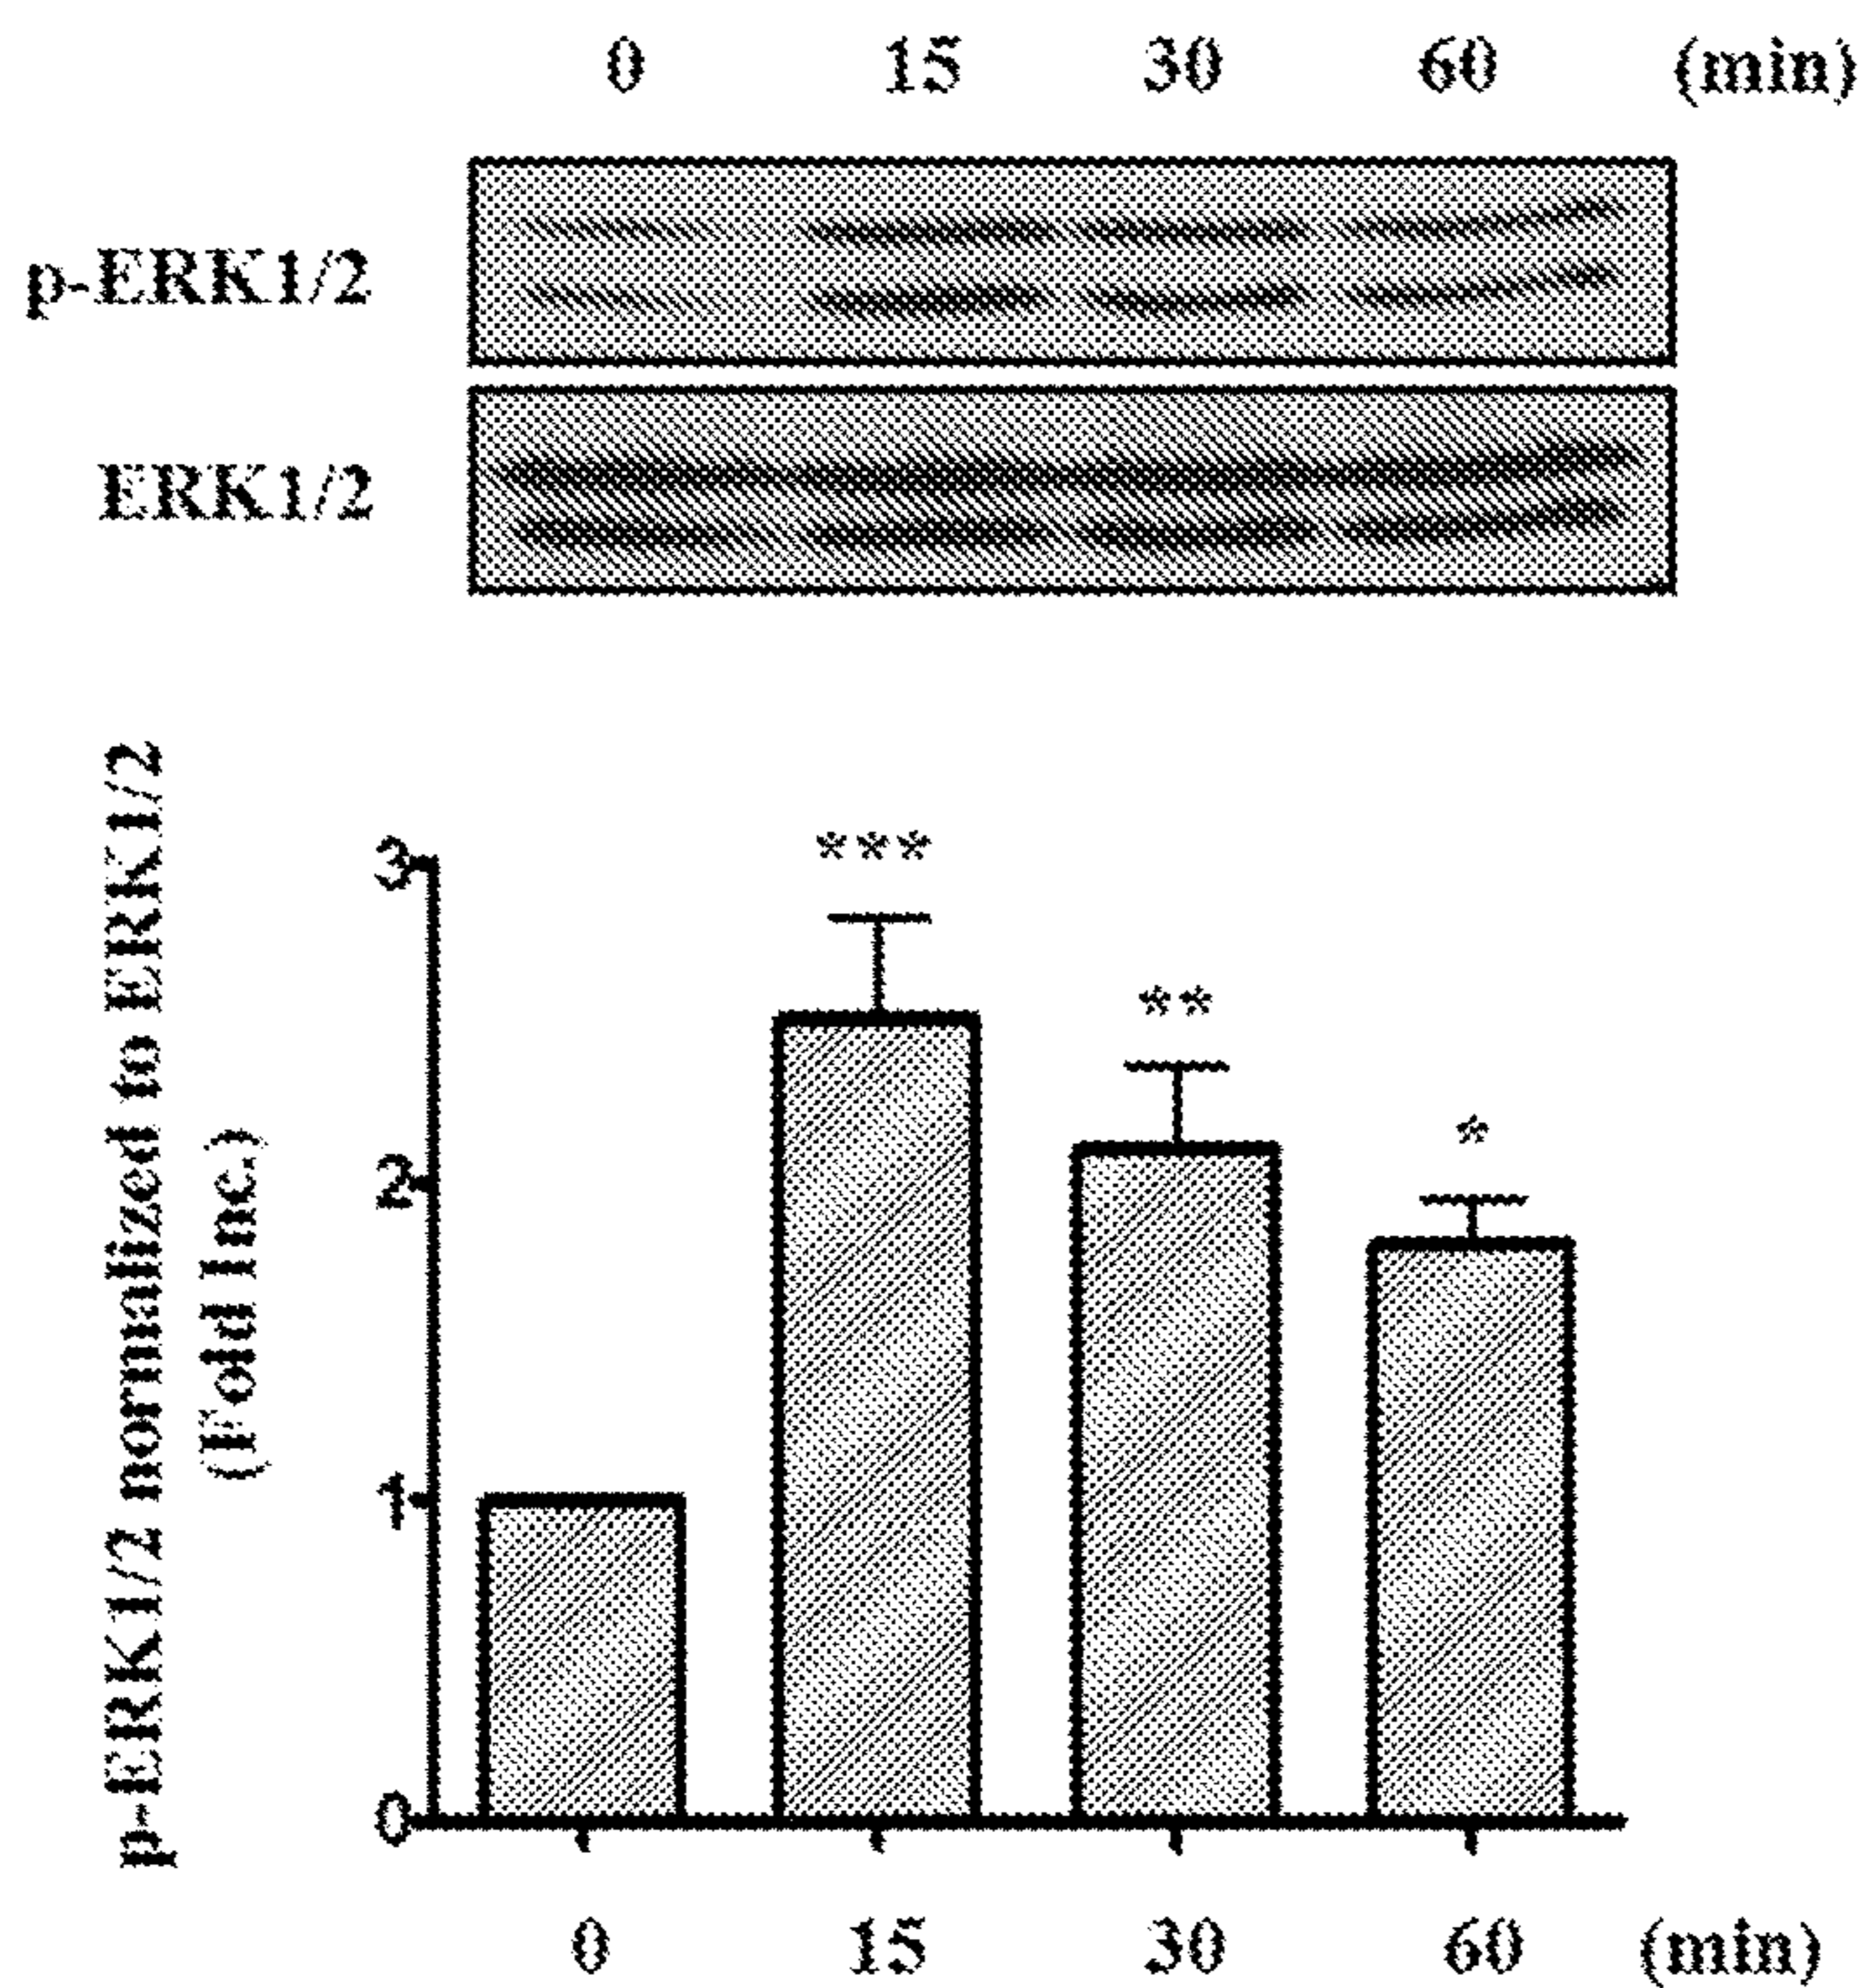 0 15 30 60 (min)
p-ERK1/2
ERK1/2
p-ERK1/2 normalized to ERK1/2
(Fold Inc.)
3
***
**
*
2
1
0
0 15 30 60 (min)